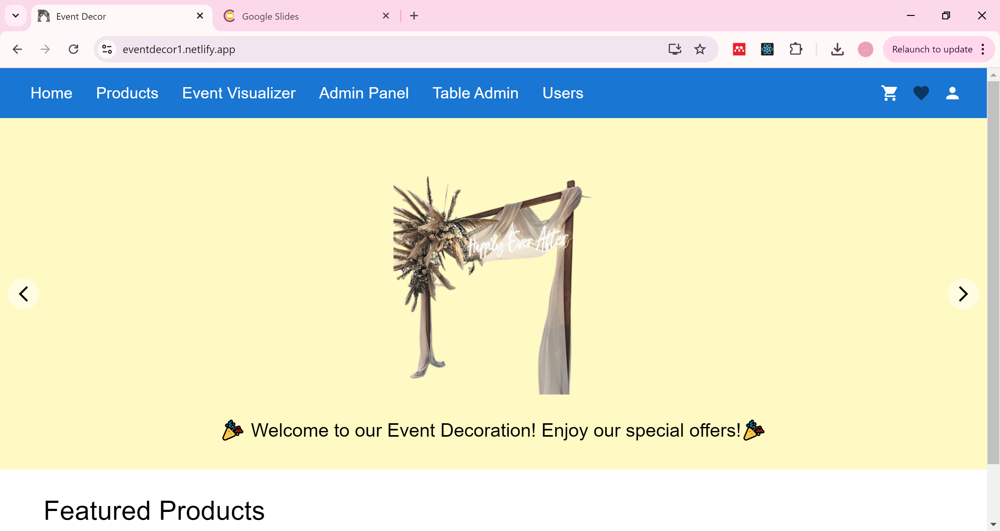 Event Decor
Google Slides
eventdecor1.netlify.app
Relaunch to update
Home Products Event Visualizer Admin Panel Table Admin Users
Happily Ever After
🎉 Welcome to our Event Decoration! Enjoy our special offers!🎉
Featured Products